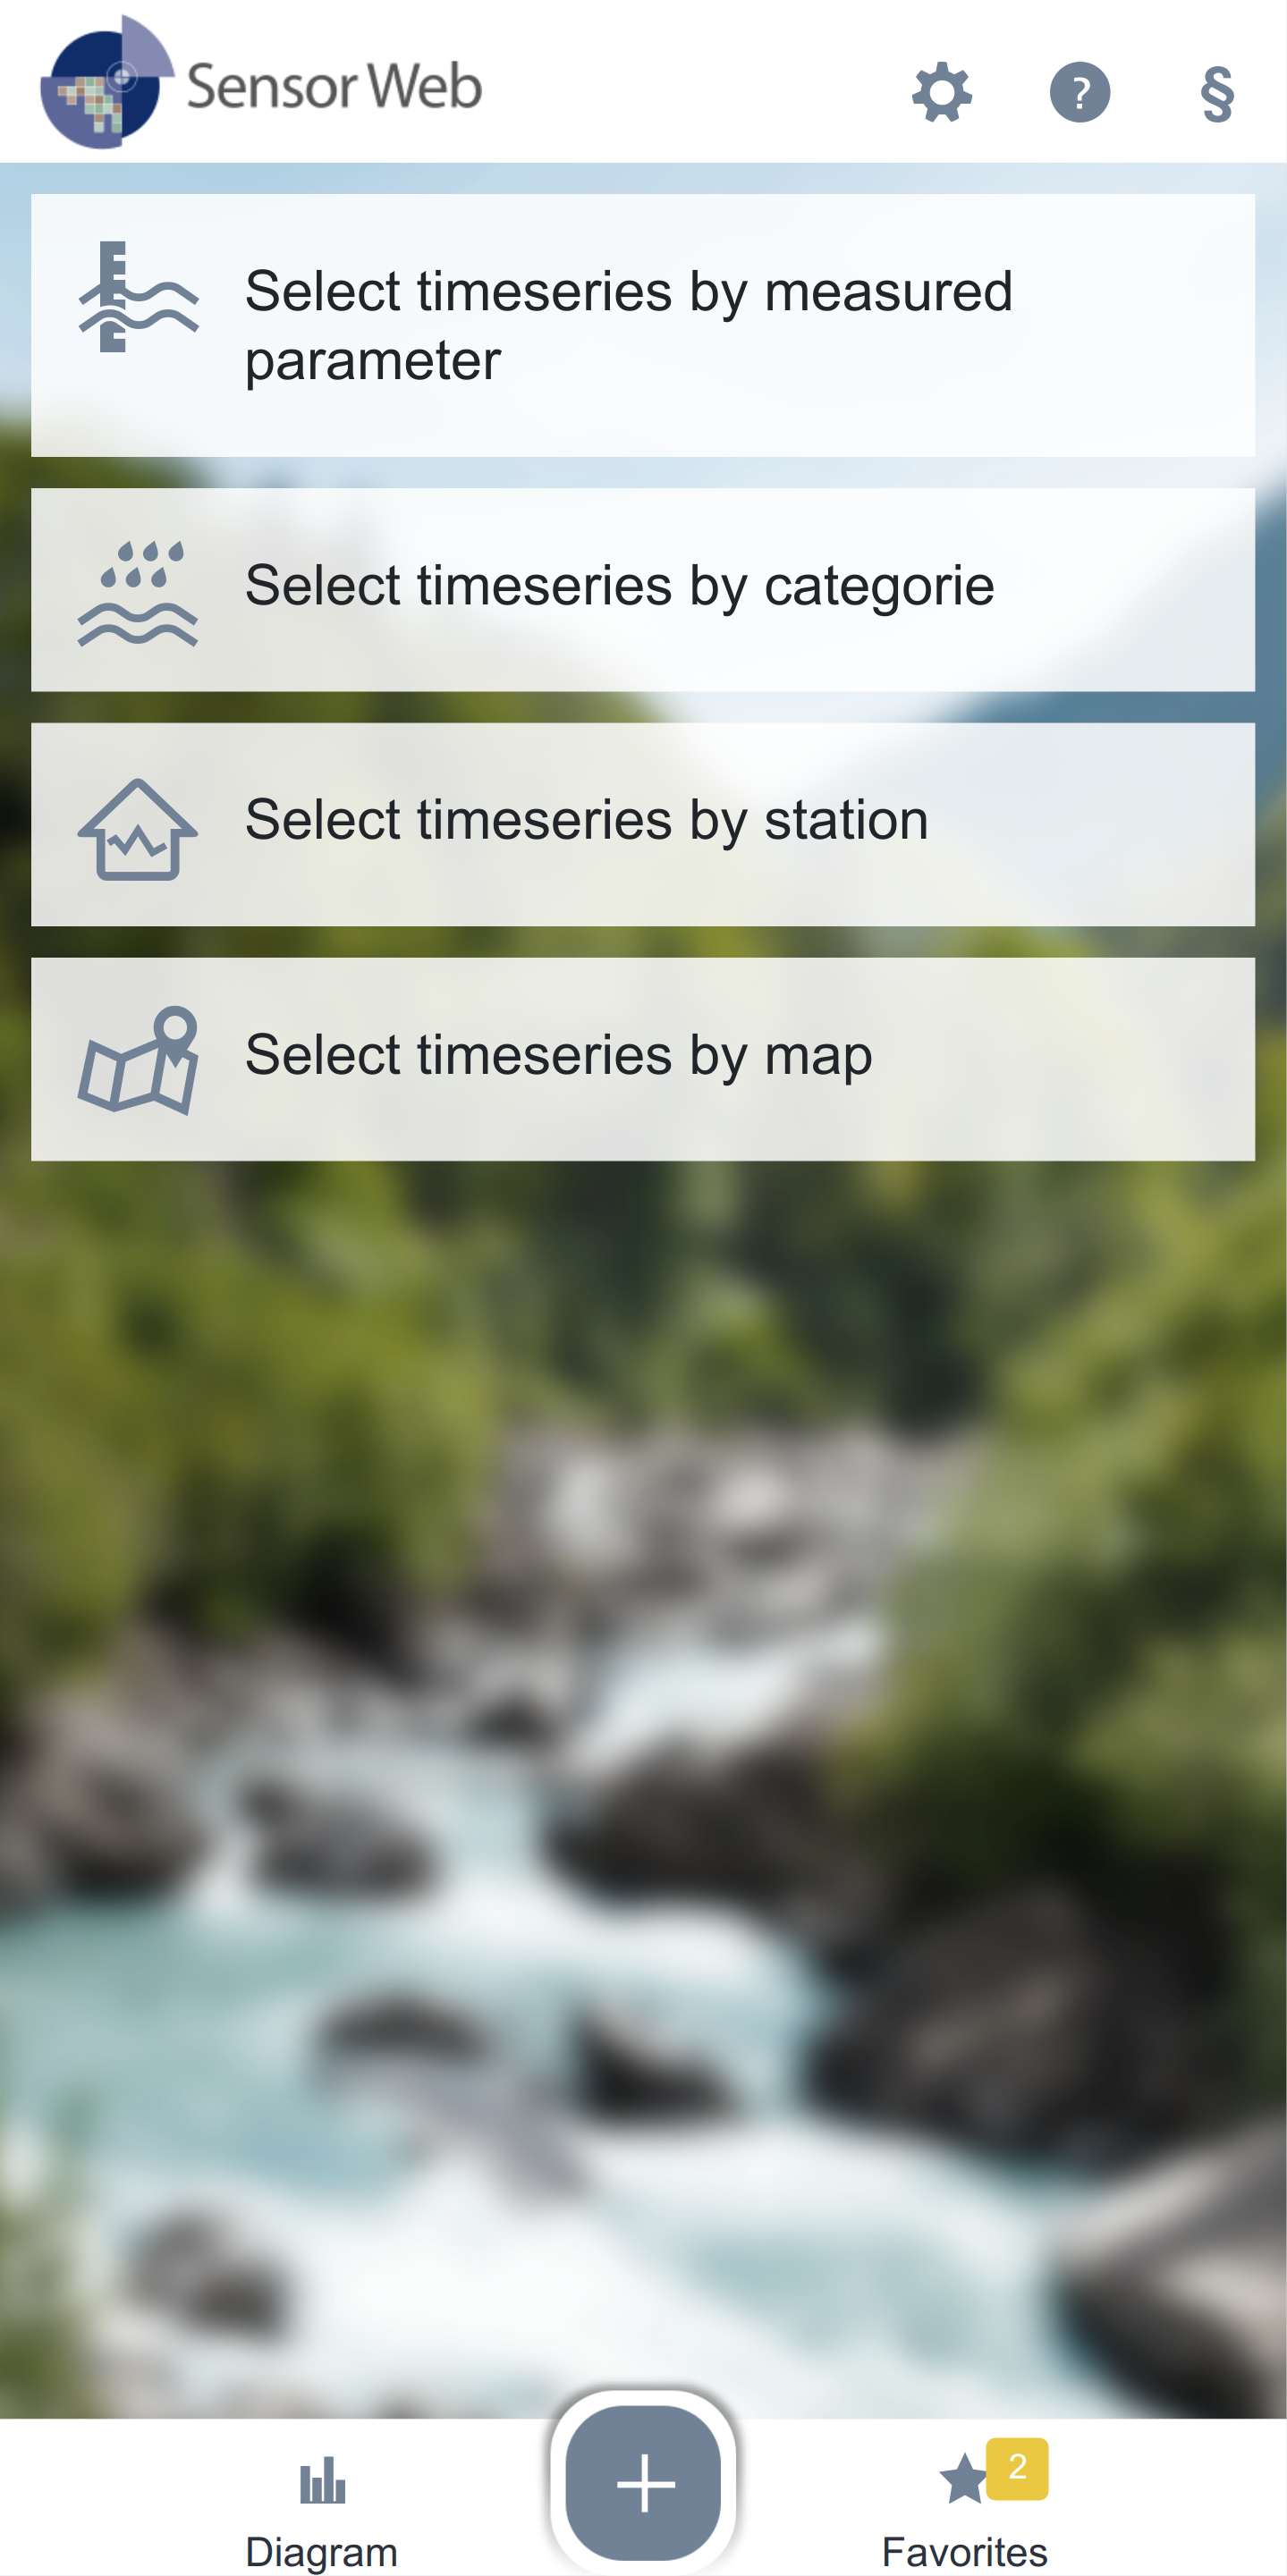 Sensor Web
?
§
Select timeseries by measured
parameter
Select timeseries by categorie
Select timeseries by station
Select timeseries by map
+
2
Diagram
Favorites